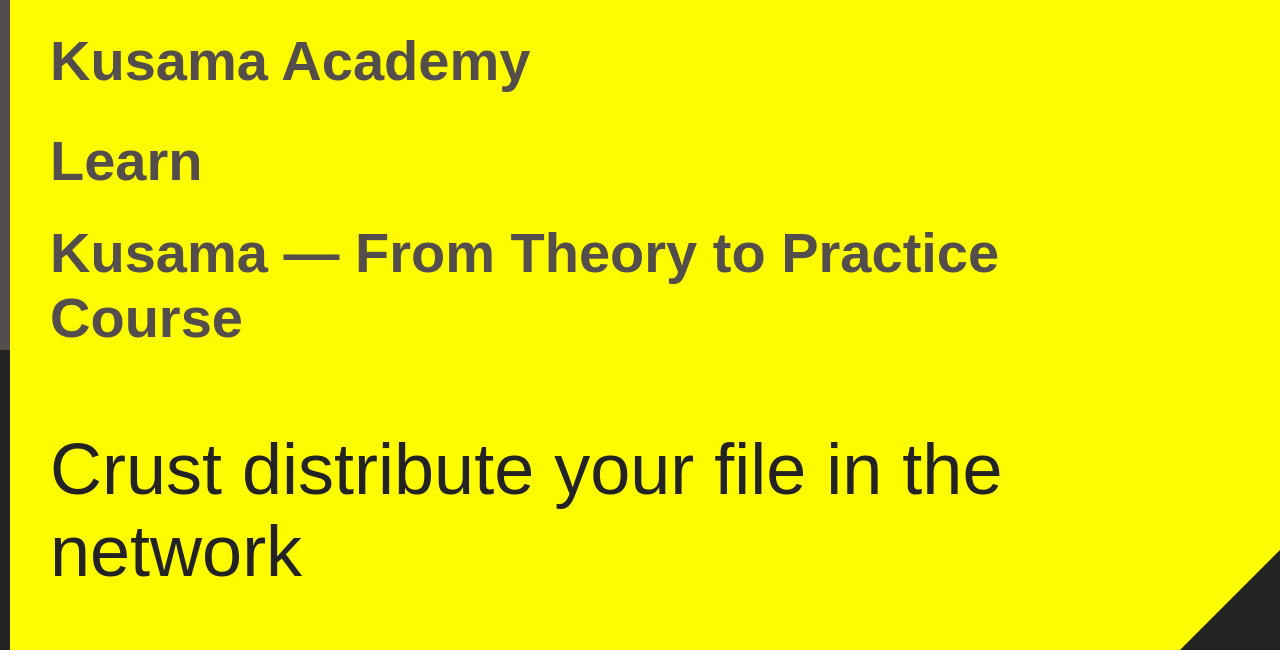 Kusama Academy
Learn
Kusama — From Theory to Practice
Course
Crust distribute your file in the
network